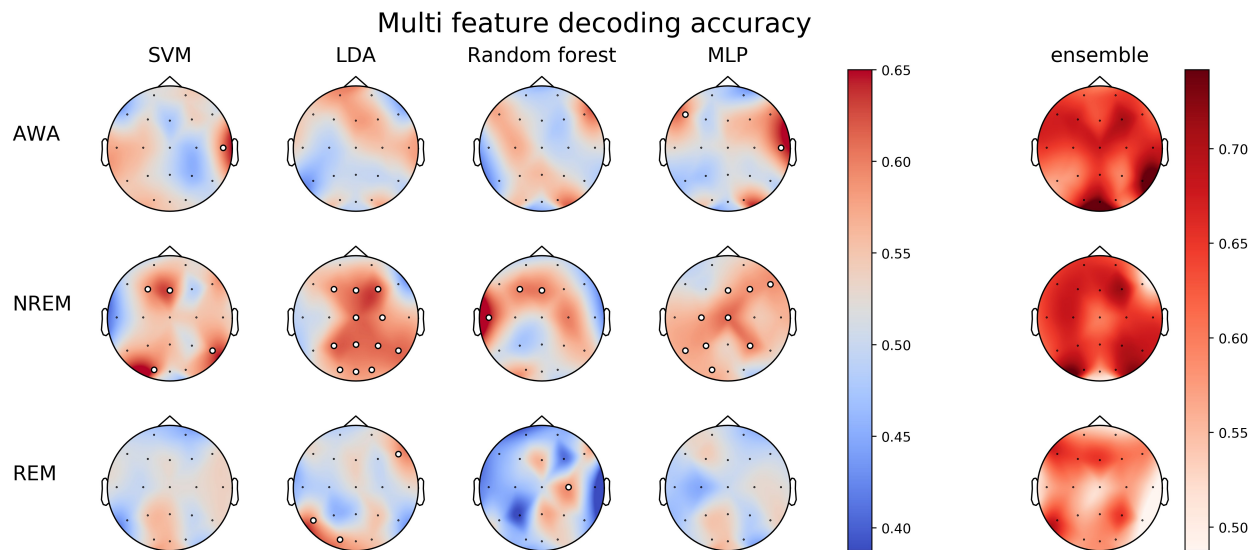 Multi feature decoding accuracy
SVM LDA Random forest MLP ensemble
AWA
NREM
REM
0.65
0.60
0.55
0.50
0.45
0.40
0.70
0.65
0.60
0.55
0.50